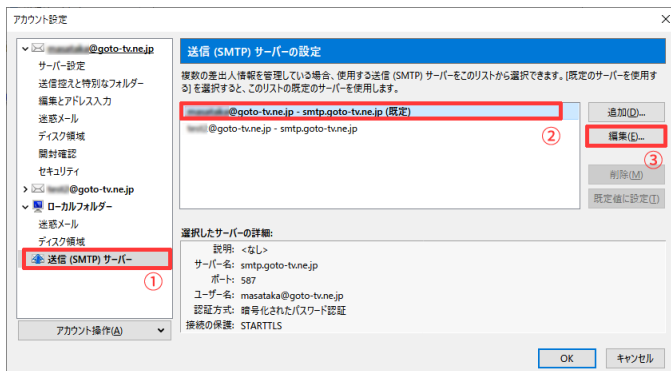 アカウント設定
@goto-tv.ne.jp
サーバー設定
送信控えと特別なフォルダー
編集とアドレス入力
迷惑メール
ディスク領域
開封確認
セキュリティ
@goto-tv.ne.jp
ローカルフォルダー
迷惑メール
ディスク領域
送信 (SMTP) サーバー
①
アカウント操作(A)
送信 (SMTP) サーバーの設定
複数の差出人情報を管理している場合、使用する送信 (SMTP) サーバーをこのリストから選択できます。[既定のサーバーを使用す
る] を選択すると、このリストの既定のサーバーを使用します。
@goto-tv.ne.jp - smtp.goto-tv.ne.jp (既定)
@goto-tv.ne.jp - smtp.goto-tv.ne.jp
②
追加(D)...
編集(E)...
③
削除(M)
既定値に設定(T)
選択したサーバーの詳細:
説明: <なし>
サーバー名: smtp.goto-tv.ne.jp
ポート: 587
ユーザー名: masataka@goto-tv.ne.jp
認証方式: 暗号化されたパスワード認証
接続の保護: STARTTLS
OK
キャンセル